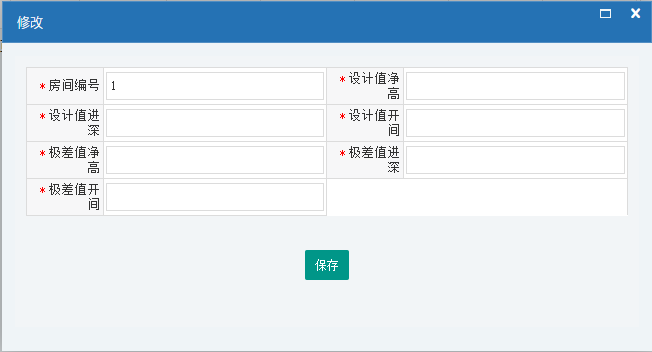 修改
* 房间编号 1
* 设计值净
高
* 设计值进
深
* 设计值开
间
* 极差值净
高
* 极差值进
深
* 极差值开
间
保存